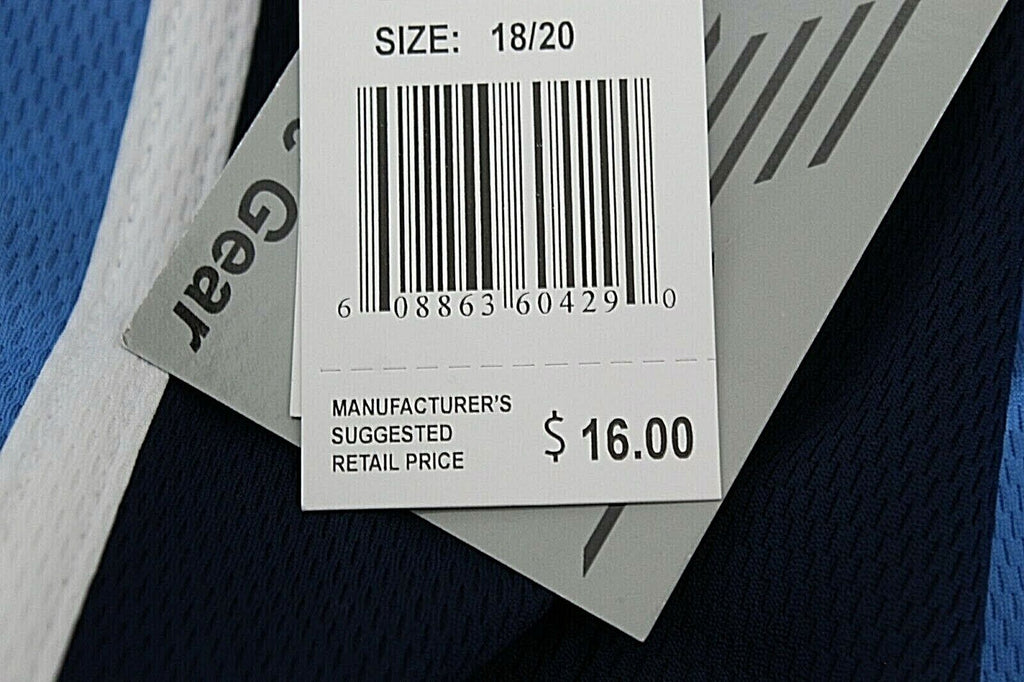 SIZE: 18/20
6 08863 60429 0
MANUFACTURER'S
SUGGESTED
RETAIL PRICE
$ 16.00
Gear